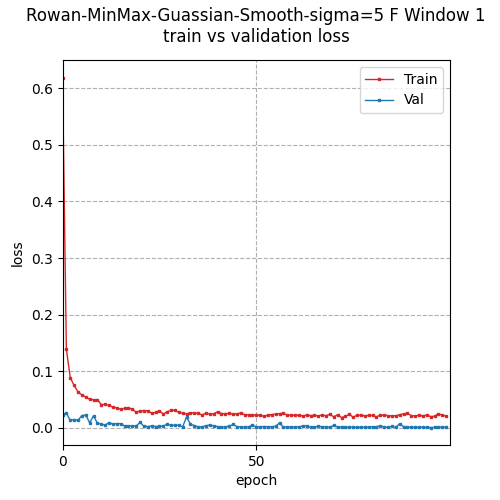 Rowan-MinMax-Guassian-Smooth-sigma=5 F Window 1
train vs validation loss
Train
Val
0.6
0.5
0.4
0.3
0.2
0.1
0.0
loss
0
50
epoch